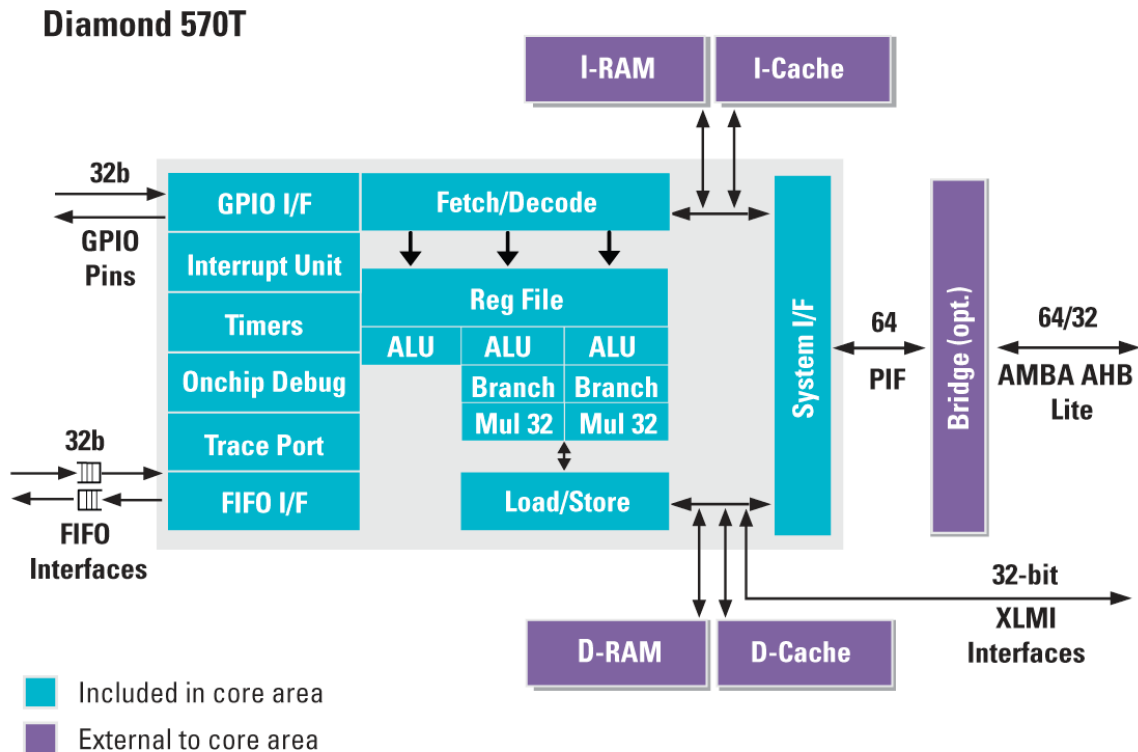 Diamond 570T
I-RAM
I-Cache
32b
GPIO
Pins
GPIO I/F
Fetch/Decode
Interrupt Unit
Reg File
Timers
ALU
ALU
ALU
Onchip Debug
Branch
Branch
Mul 32
Mul 32
Trace Port
32b
FIFO
Interfaces
FIFO I/F
Load/Store
System I/F
64
PIF
Bridge (opt.)
64/32
AMBA AHB
Lite
32-bit
XLMI
Interfaces
D-RAM
D-Cache
Included in core area
External to core area